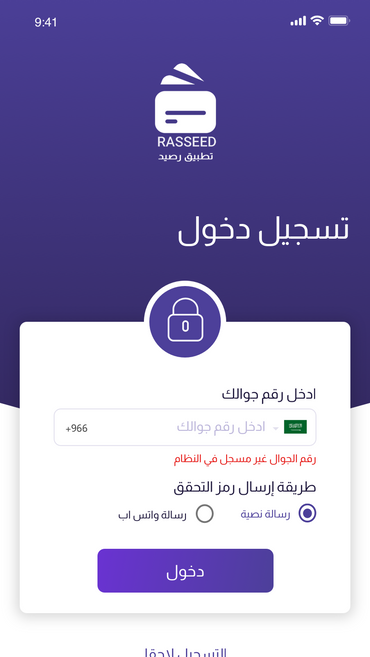 9:41
RASSEED
تطبيق رصيد
تسجيل دخول
ادخل رقم جوالك
ادخل رقم جوالك +966
رقم الجوال غير مسجل في النظام
طريقة إرسال رمز التحقق
رسالة نصية رسالة واتس اب
دخول
التسجيل لاحقا